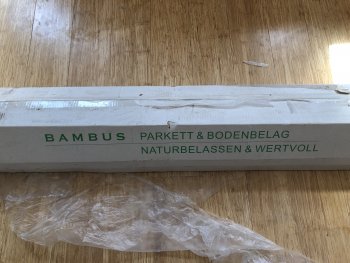 BAMBUS PARKETT & BODENBELAG
NATURBELASSEN & WERTVOLL